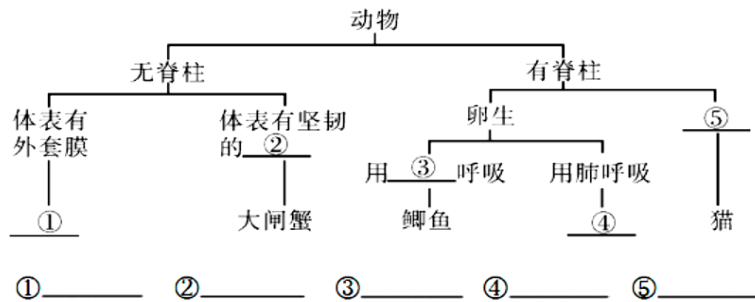 动物
无脊柱 有脊柱
体表有外套膜 体表有坚韧的② 卵生 ⑤
用③呼吸 用肺呼吸
① 大闸蟹 鲫鱼 ④ 猫
① ② ③ ④ ⑤